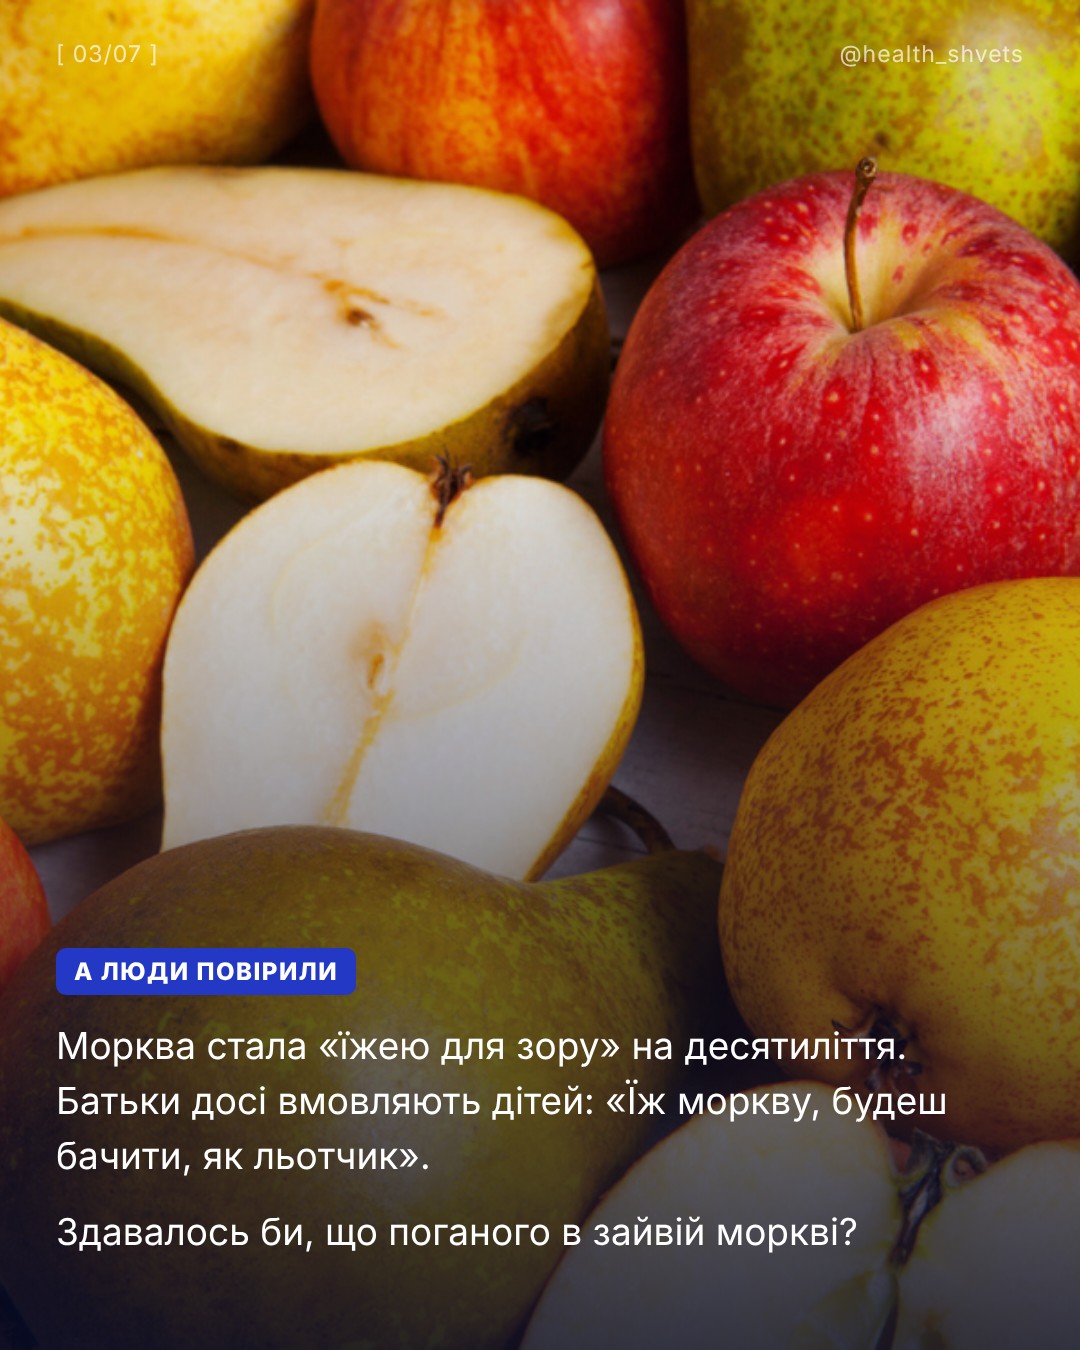 [ 03/07 ]
@health_shvets
А ЛЮДИ ПОВІРИЛИ
Морква стала «їжею для зору» на десятиліття.
Батьки досі вмовляють дітей: «Їж моркву, будеш
бачити, як льотчик».
Здавалось би, що поганого в зайвій моркві?